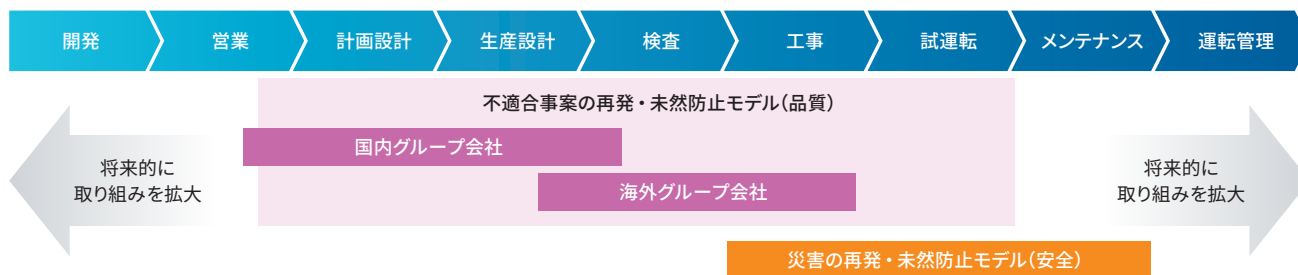 開発
営業
計画設計
生産設計
検査
工事
試運転
メンテナンス
運転管理
不適合事案の再発・未然防止モデル（品質）
国内グループ会社
将来的に
取り組みを拡大
海外グループ会社
将来的に
取り組みを拡大
災害の再発・未然防止モデル（安全）